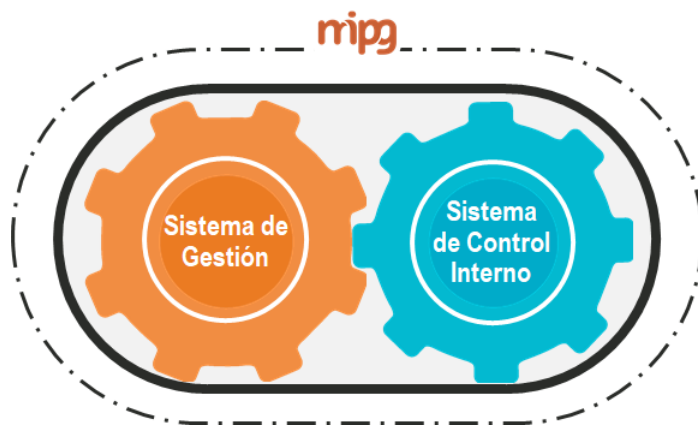 mipg
Sistema de
Gestión
Sistema
de Control
Interno